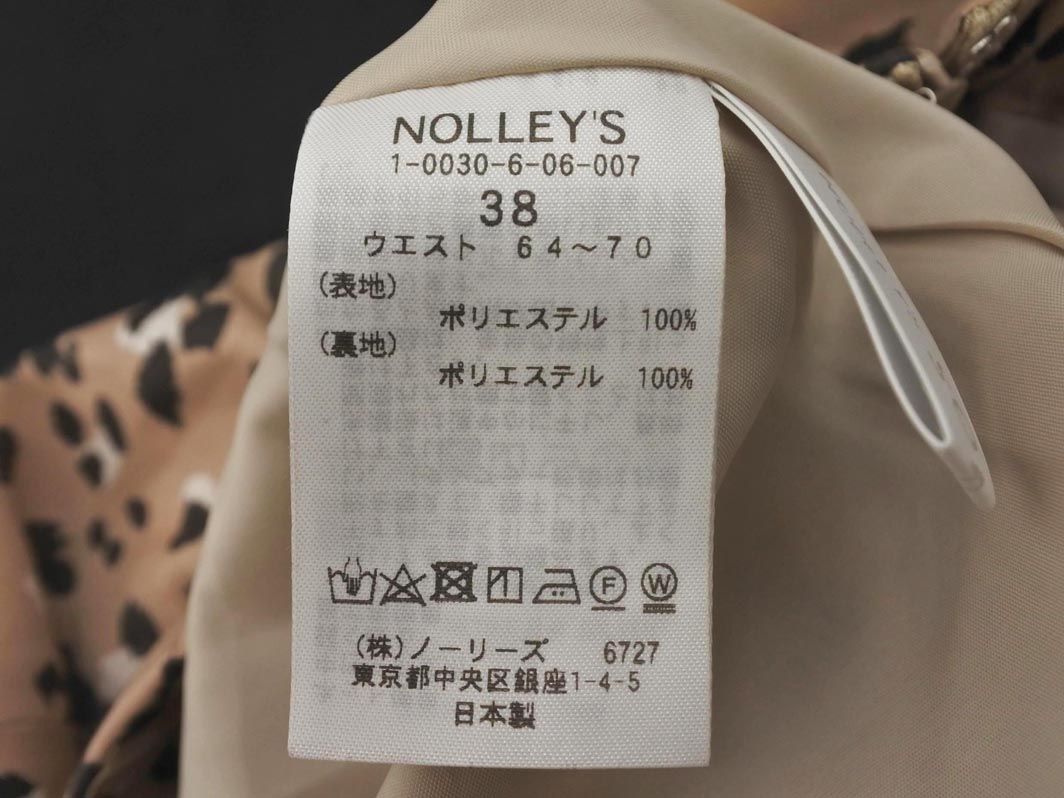 NOLLEY'S
1-0030-6-06-007
38
ウエスト 64～70
(表地)
ポリエステル 100%
(裏地)
ポリエステル 100%
F W
(株)ノーリーズ 6727
東京都中央区銀座1-4-5
日本製